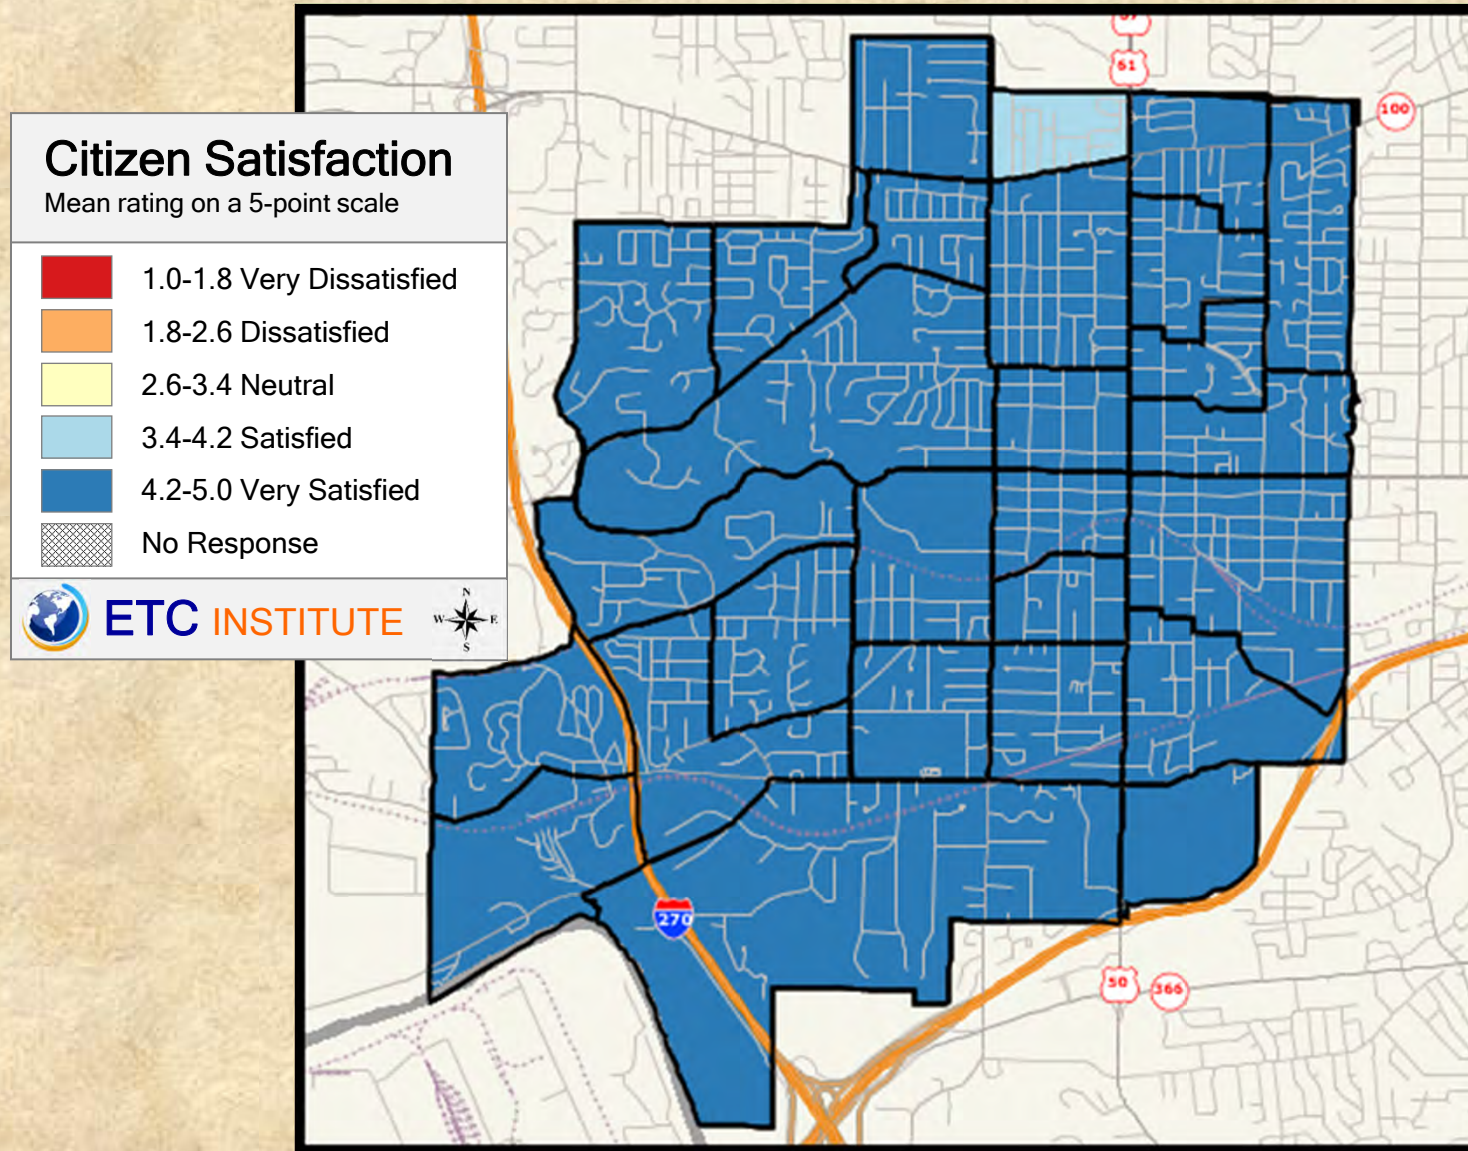 Citizen Satisfaction
Mean rating on a 5-point scale
1.0-1.8 Very Dissatisfied
1.8-2.6 Dissatisfied
2.6-3.4 Neutral
3.4-4.2 Satisfied
4.2-5.0 Very Satisfied
No Response
ETC INSTITUTE
N
W E
S
61
100
270
50
366